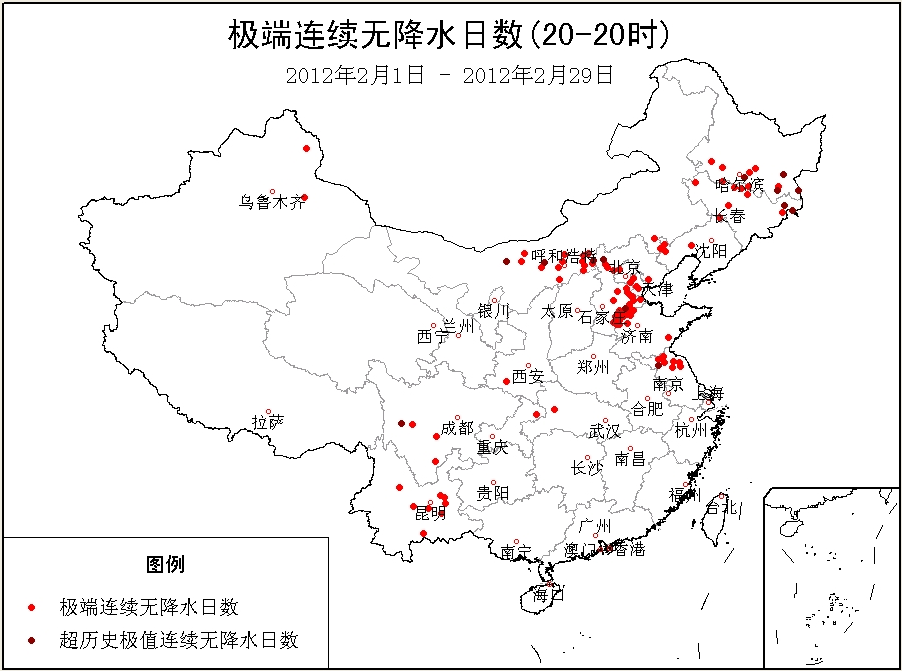 极端连续无降水日数(20-20时)
2012年2月1日 - 2012年2月29日
哈尔滨
乌鲁木齐
长春
沈阳
呼和浩特
北京
天津
银川
太原
石家庄
兰州
西宁
济南
郑州
西安
南京
上海
合肥
拉萨
成都
武汉
杭州
重庆
南昌
长沙
贵阳
福州
台北
昆明
广州
南宁
澳门
香港
海口
图例
极端连续无降水日数
超历史极值连续无降水日数